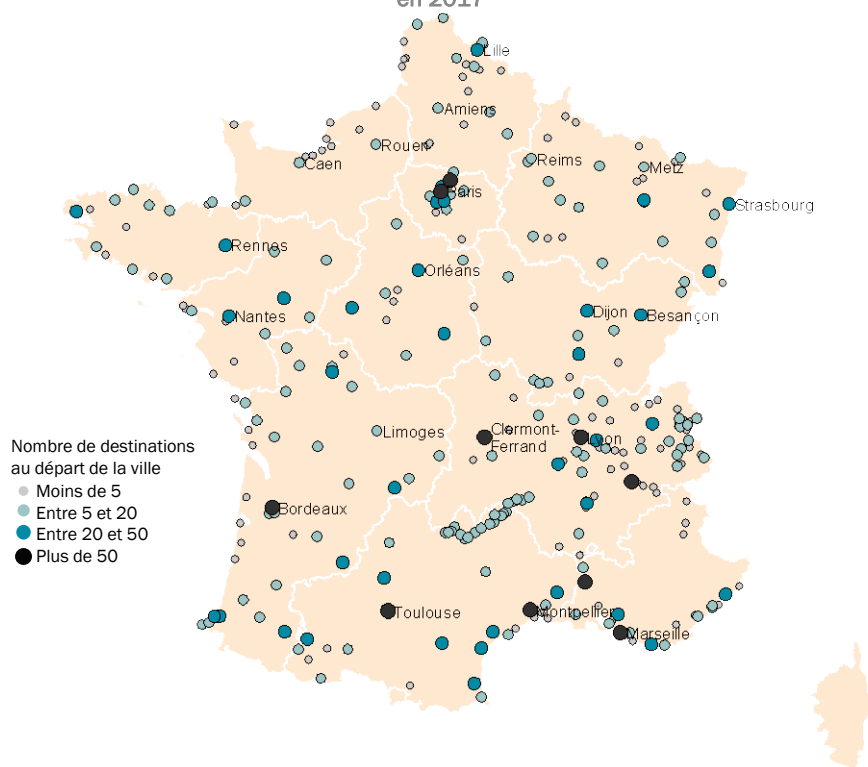 en 2017
Lille
Amiens
Rouen
Caen
Reims
Metz
Paris
Strasbourg
Rennes
Orléans
Nantes
Dijon
Besançon
Clermont-
Ferrand
Lyon
Limoges
Nombre de destinations
au départ de la ville
Moins de 5
Entre 5 et 20
Entre 20 et 50
Plus de 50
Bordeaux
Toulouse
Montpellier
Marseille